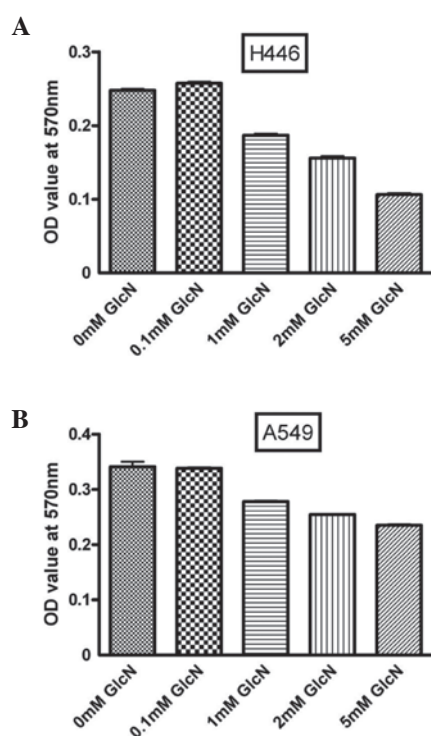 A
H446
OD value at 570nm
0.3
0.2
0.1
0
0mM GlcN
0.1mM GlcN
1mM GlcN
2mM GlcN
5mM GlcN
B
A549
OD value at 570nm
0.4
0.3
0.2
0.1
0
0mM GlcN
0.1mM GlcN
1mM GlcN
2mM GlcN
5mM GlcN